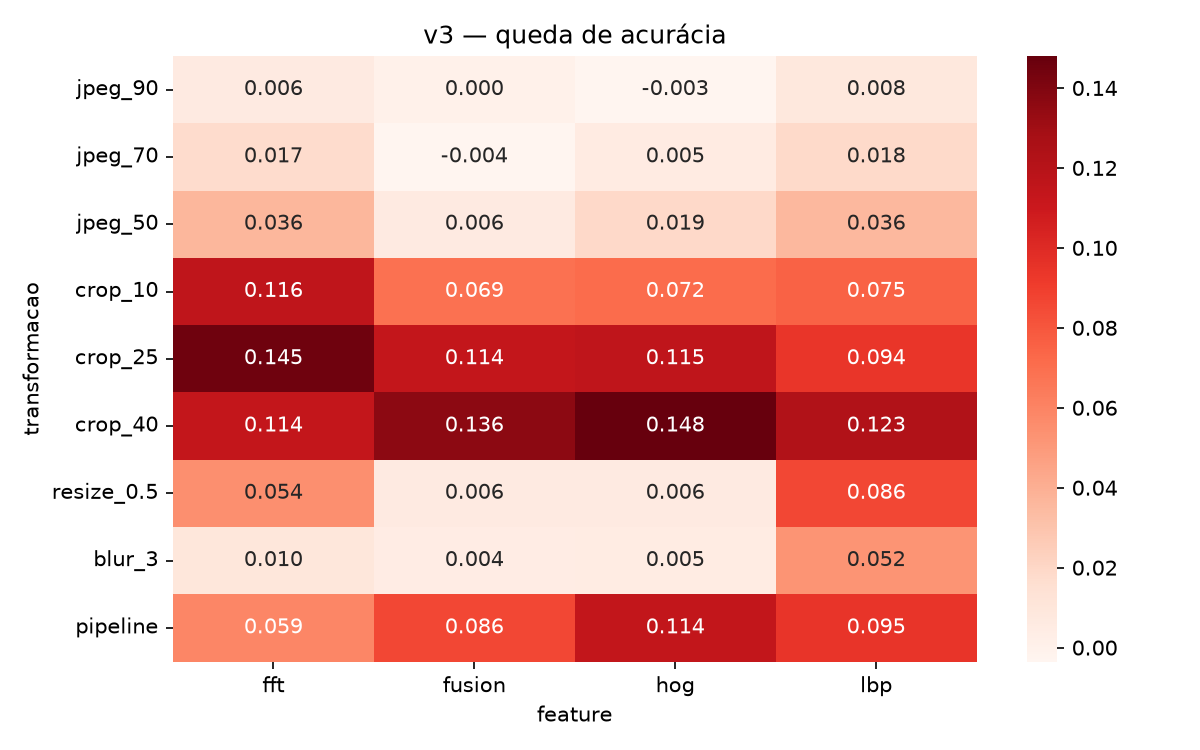 v3 — queda de acurácia
jpeg_90 0.006 0.000 -0.003 0.008
jpeg_70 0.017 -0.004 0.005 0.018
jpeg_50 0.036 0.006 0.019 0.036
crop_10 0.116 0.069 0.072 0.075
crop_25 0.145 0.114 0.115 0.094
crop_40 0.114 0.136 0.148 0.123
resize_0.5 0.054 0.006 0.006 0.086
blur_3 0.010 0.004 0.005 0.052
pipeline 0.059 0.086 0.114 0.095
fft fusion hog lbp
feature
transformacao
0.14
0.12
0.10
0.08
0.06
0.04
0.02
0.00